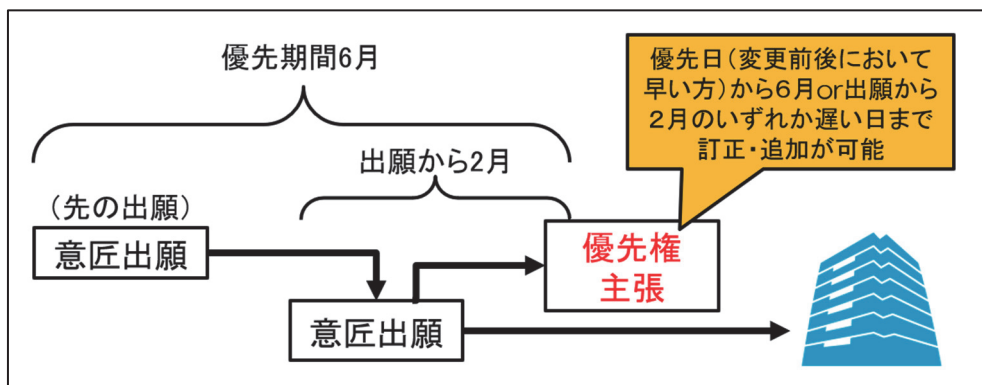 優先期間6月
優先日(変更前後において
早い方)から6月or出願から
2月のいずれか遅い日まで
訂正・追加が可能
出願から2月
(先の出願)
意匠出願
優先権
主張
意匠出願